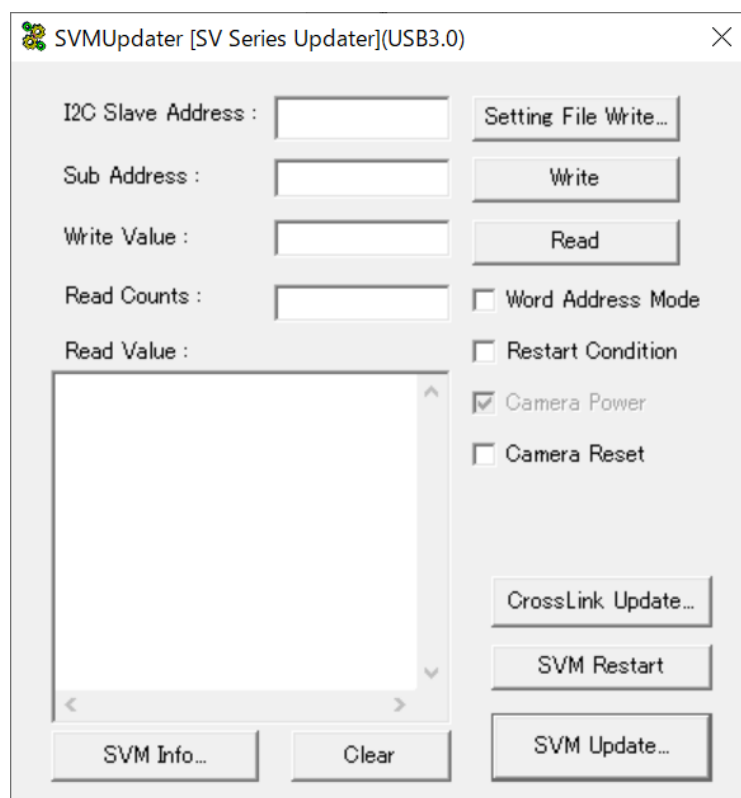 SVMUpdater [SV Series Updater](USB3.0)
I2C Slave Address :
Setting File Write...
Sub Address :
Write
Write Value :
Read
Read Counts :
Word Address Mode
Read Value :
Restart Condition
Camera Power
Camera Reset
CrossLink Update...
SVM Restart
SVM Info...
Clear
SVM Update...